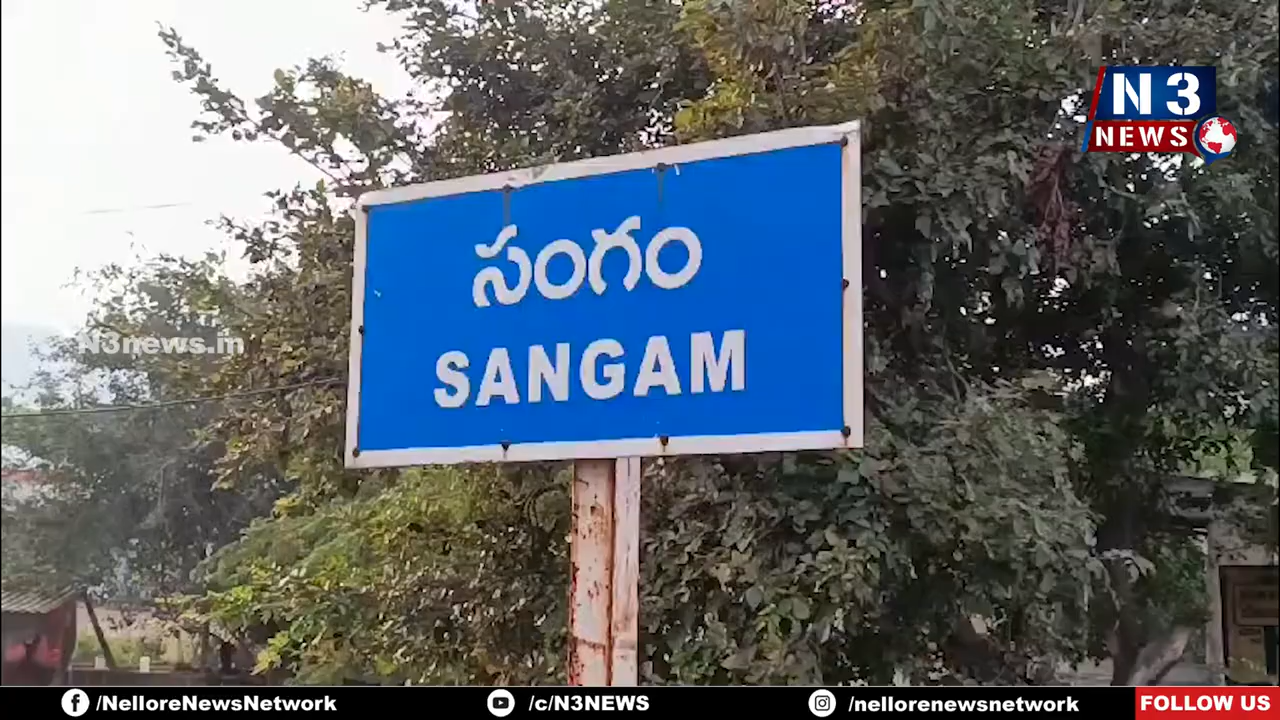 N3
NEWS
సంగం
SANGAM
N3news.in
/NelloreNewsNetwork
/c/N3NEWS
/nellorenewsnetwork
FOLLOW US